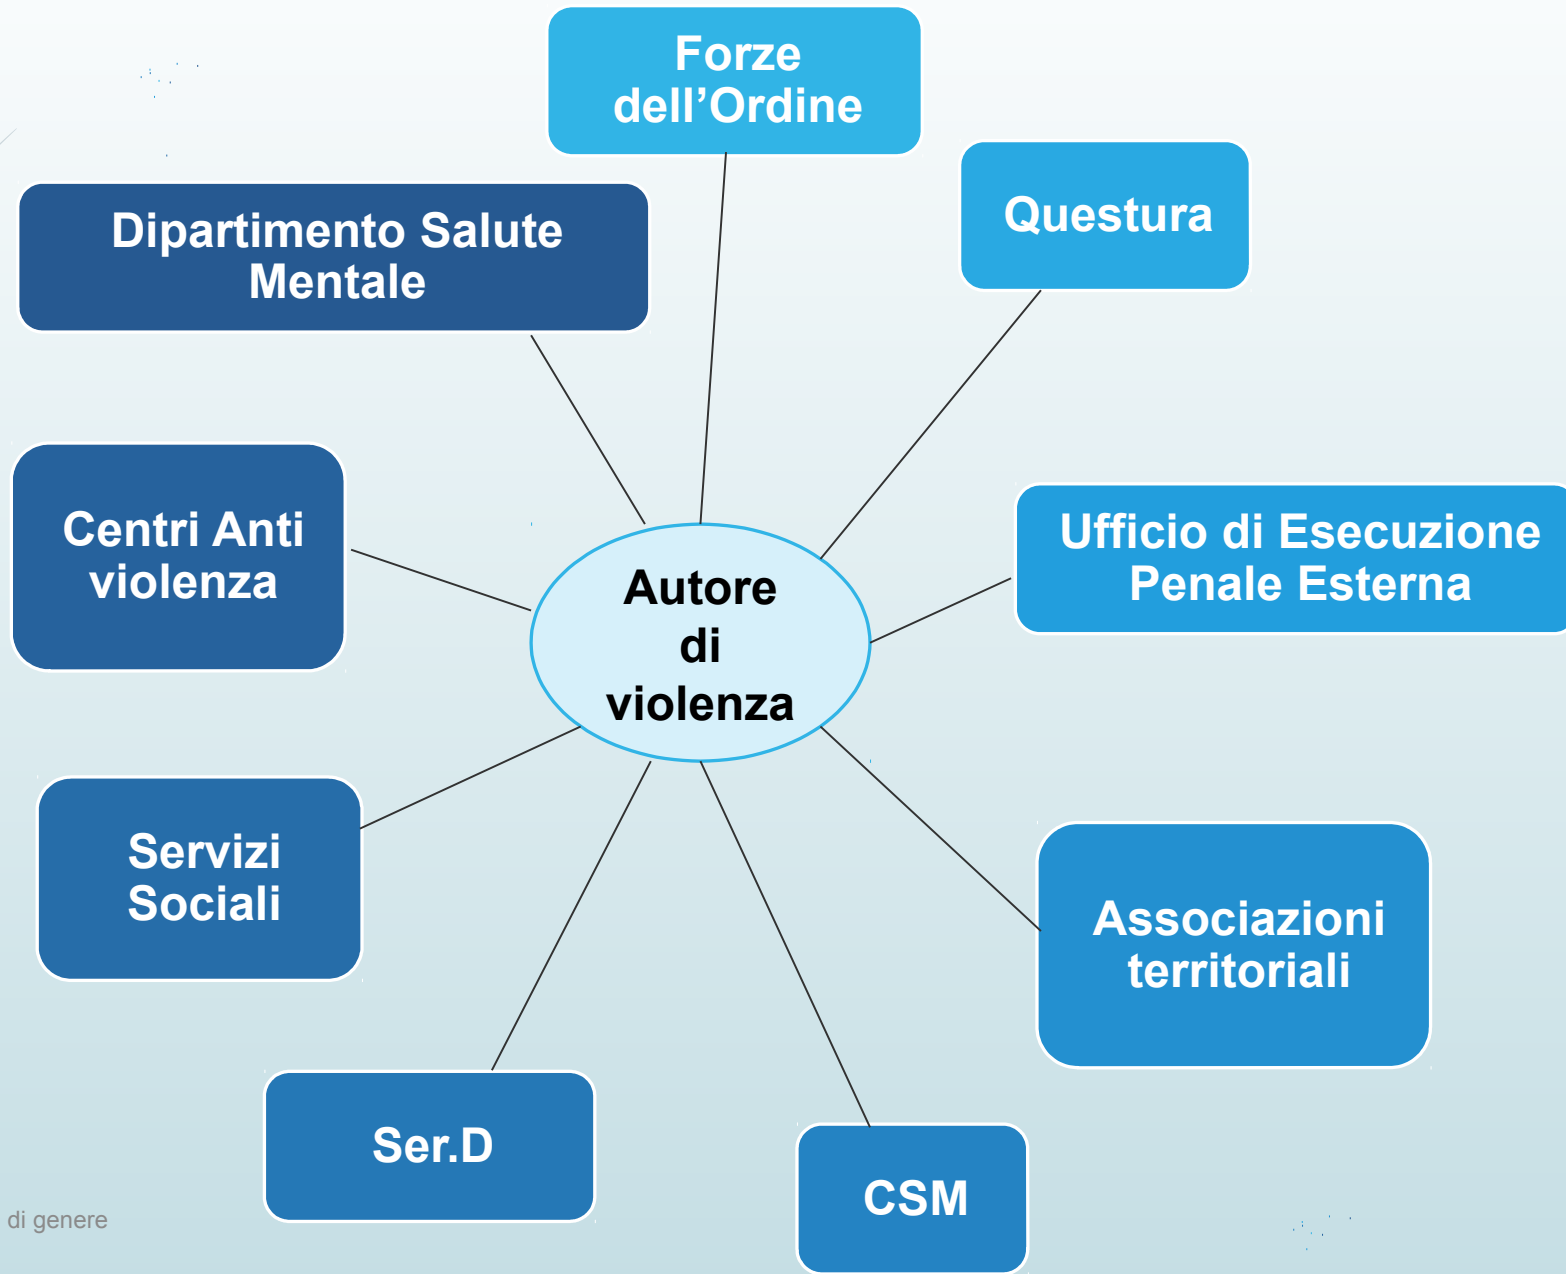 Forze
dell’Ordine
Questura
Dipartimento Salute
Mentale
Centri Anti
violenza
Ufficio di Esecuzione
Penale Esterna
Autore
di
violenza
Servizi
Sociali
Associazioni
territoriali
Ser.D
CSM
di genere